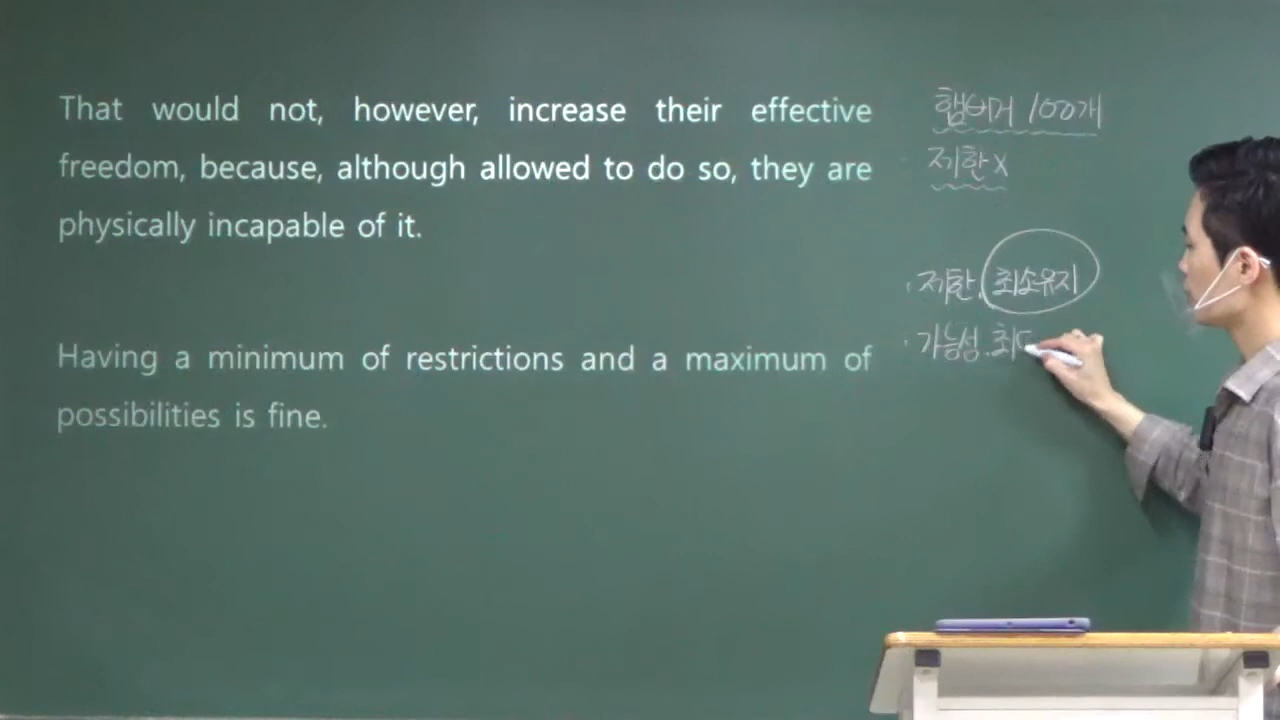 That would not, however, increase their effective
freedom, because, although allowed to do so, they are
physically incapable of it.
Having a minimum of restrictions and a maximum of
possibilities is fine.
햄버거 100개
제한 x
· 제한, 최소유지
· 가능성. 최